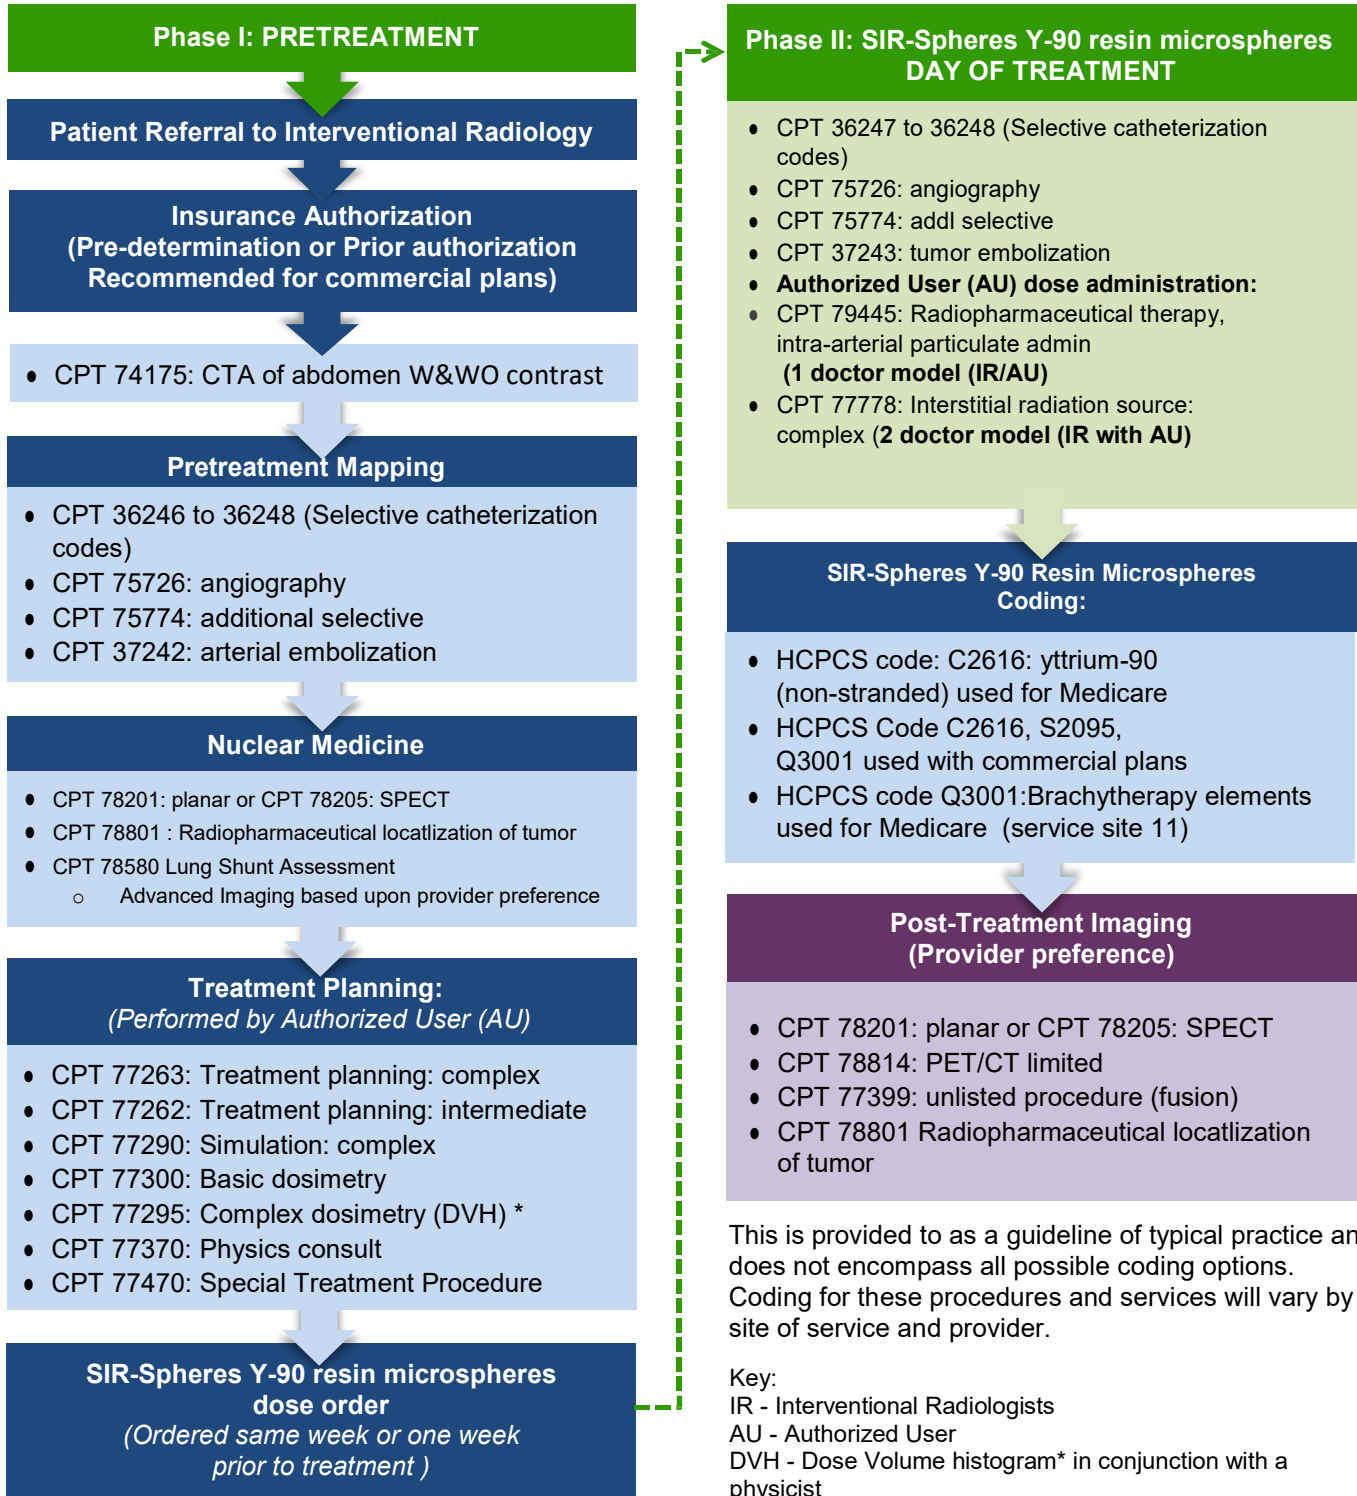 Phase I: PRETREATMENT
Patient Referral to Interventional Radiology
Insurance Authorization
(Pre-determination or Prior authorization
Recommended for commercial plans)
• CPT 74175: CTA of abdomen W&WO contrast
Pretreatment Mapping
• CPT 36246 to 36248 (Selective catheterization
codes)
• CPT 75726: angiography
• CPT 75774: additional selective
• CPT 37242: arterial embolization
Nuclear Medicine
• CPT 78201: planar or CPT 78205: SPECT
• CPT 78801 : Radiopharmaceutical locatlization of tumor
• CPT 78580 Lung Shunt Assessment
○ Advanced Imaging based upon provider preference
Treatment Planning:
(Performed by Authorized User (AU)
• CPT 77263: Treatment planning: complex
• CPT 77262: Treatment planning: intermediate
• CPT 77290: Simulation: complex
• CPT 77300: Basic dosimetry
• CPT 77295: Complex dosimetry (DVH) *
• CPT 77370: Physics consult
• CPT 77470: Special Treatment Procedure
SIR-Spheres Y-90 resin microspheres
dose order
(Ordered same week or one week
prior to treatment )
Phase II: SIR-Spheres Y-90 resin microspheres
DAY OF TREATMENT
• CPT 36247 to 36248 (Selective catheterization
codes)
• CPT 75726: angiography
• CPT 75774: addl selective
• CPT 37243: tumor embolization
• Authorized User (AU) dose administration:
• CPT 79445: Radiopharmaceutical therapy,
intra-arterial particulate admin
(1 doctor model (IR/AU)
• CPT 77778: Interstitial radiation source:
complex (2 doctor model (IR with AU)
SIR-Spheres Y-90 Resin Microspheres
Coding:
• HCPCS code: C2616: yttrium-90
(non-stranded) used for Medicare
• HCPCS Code C2616, S2095,
Q3001 used with commercial plans
• HCPCS code Q3001:Brachytherapy elements
used for Medicare (service site 11)
Post-Treatment Imaging
(Provider preference)
• CPT 78201: planar or CPT 78205: SPECT
• CPT 78814: PET/CT limited
• CPT 77399: unlisted procedure (fusion)
• CPT 78801 Radiopharmaceutical locatlization
of tumor
This is provided to as a guideline of typical practice an
does not encompass all possible coding options.
Coding for these procedures and services will vary by
site of service and provider.
Key:
IR - Interventional Radiologists
AU - Authorized User
DVH - Dose Volume histogram* in conjunction with a
physicist